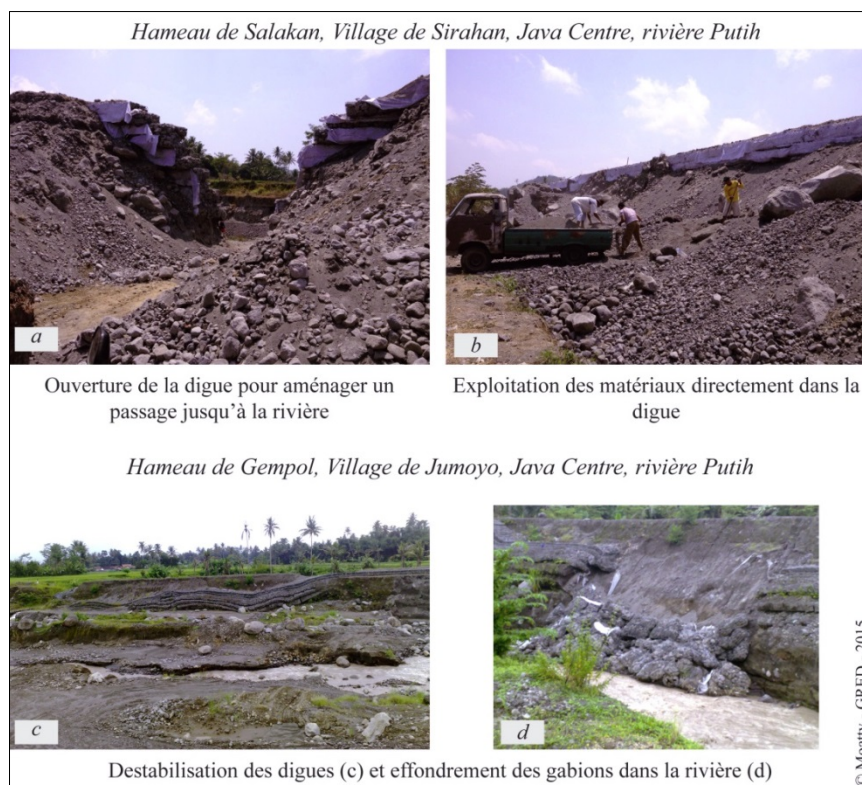 Hameau de Salakan, Village de Sirahan, Java Centre, rivière Putih
a
b
Ouverture de la digue pour aménager un
passage jusqu'à la rivière
Exploitation des matériaux directement dans la
digue
Hameau de Gempol, Village de Jumoyo, Java Centre, rivière Putih
c
d
Destabilisation des digues (c) et effondrement des gabions dans la rivière (d)
GRED, 2015